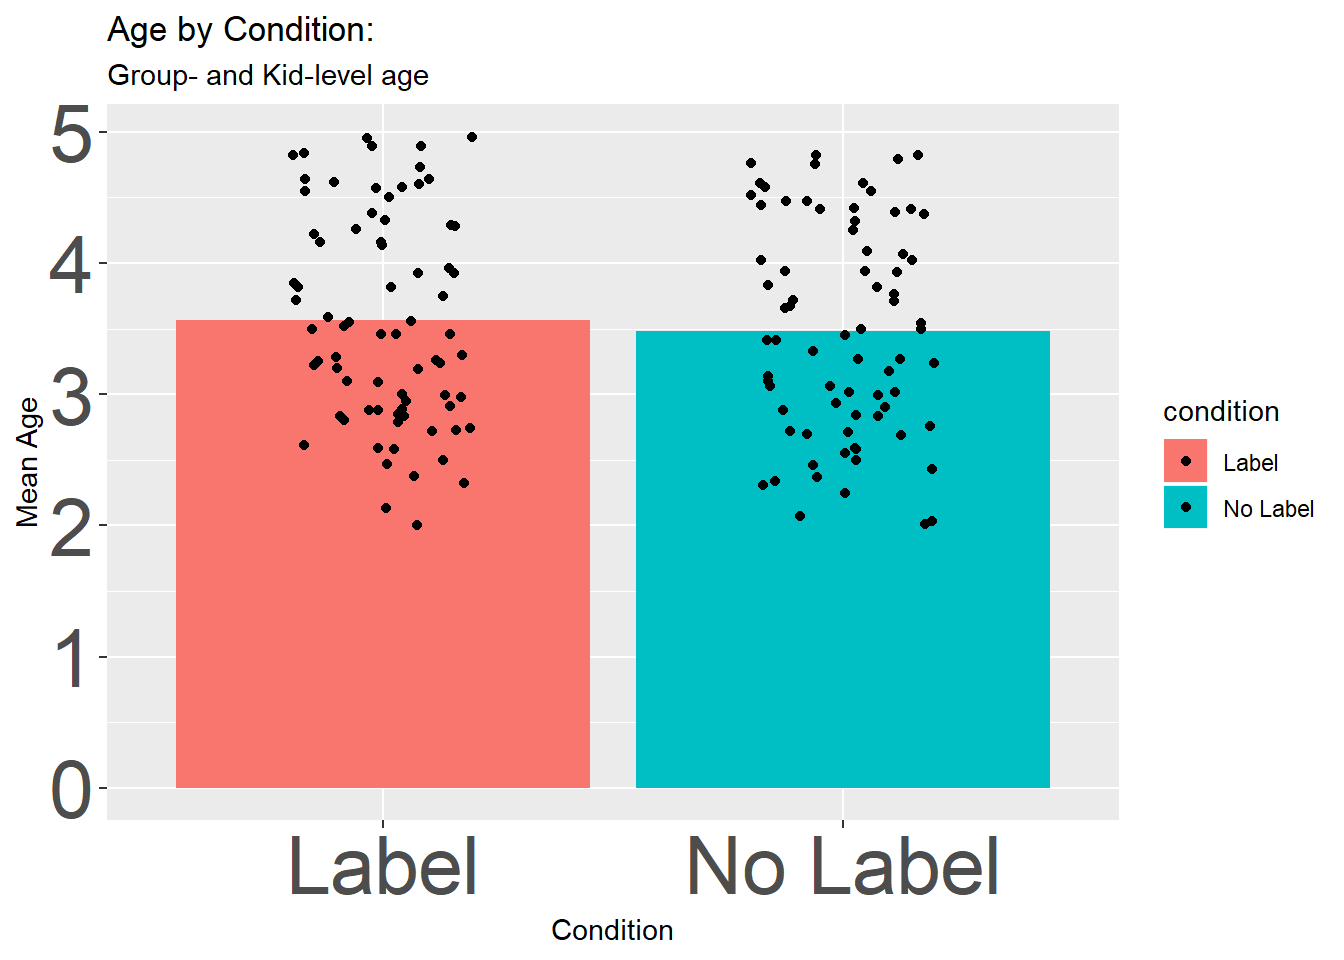 Age by Condition:
Group- and Kid-level age
5
4
3
2
1
0
Mean Age
Label
No Label
Condition
condition
Label
No Label